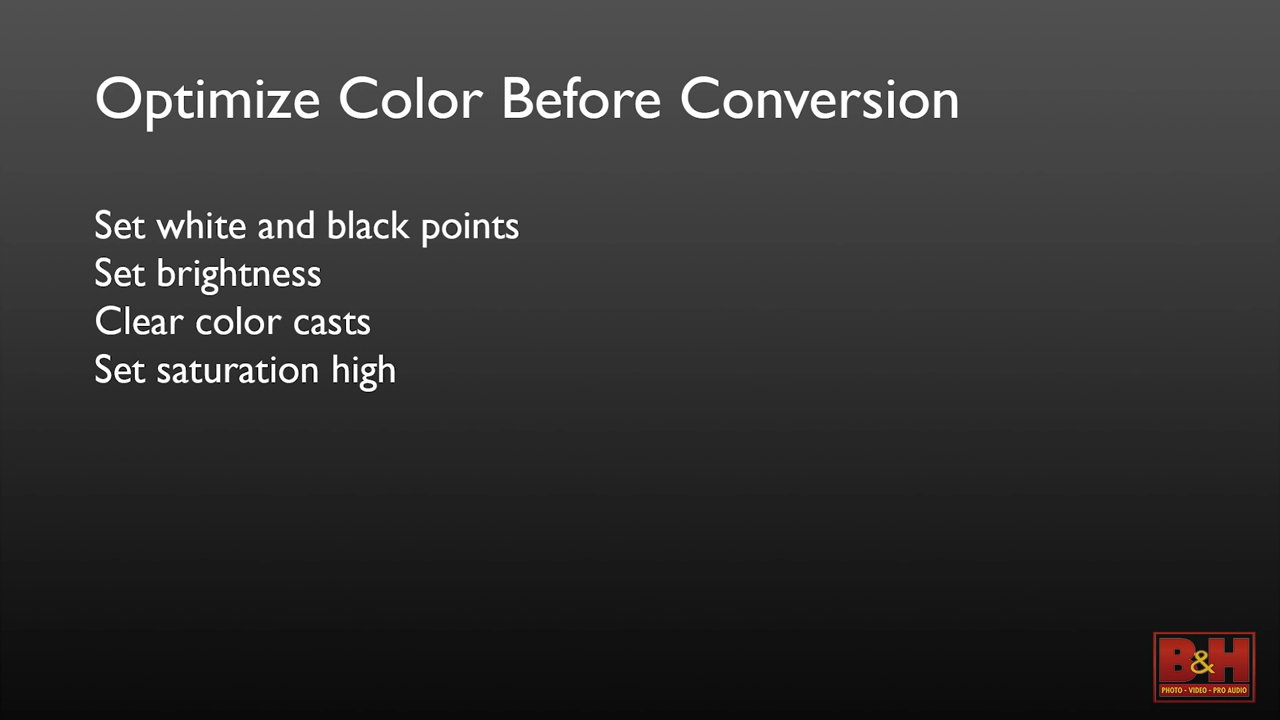 Optimize Color Before Conversion
Set white and black points
Set brightness
Clear color casts
Set saturation high
B&H
PHOTO - VIDEO - PRO AUDIO